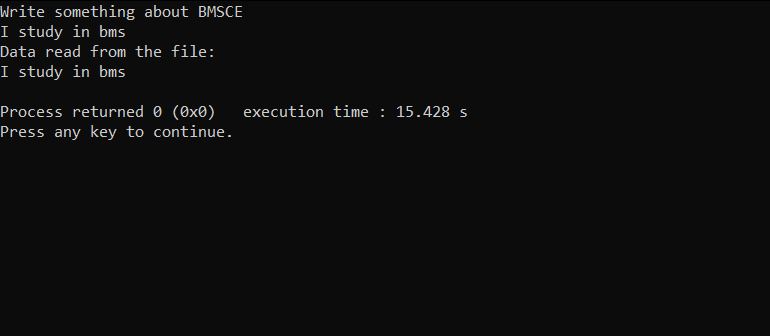 Write something about BMSCE
I study in bms
Data read from the file:
I study in bms
Process returned 0 (0x0)   execution time : 15.428 s
Press any key to continue.